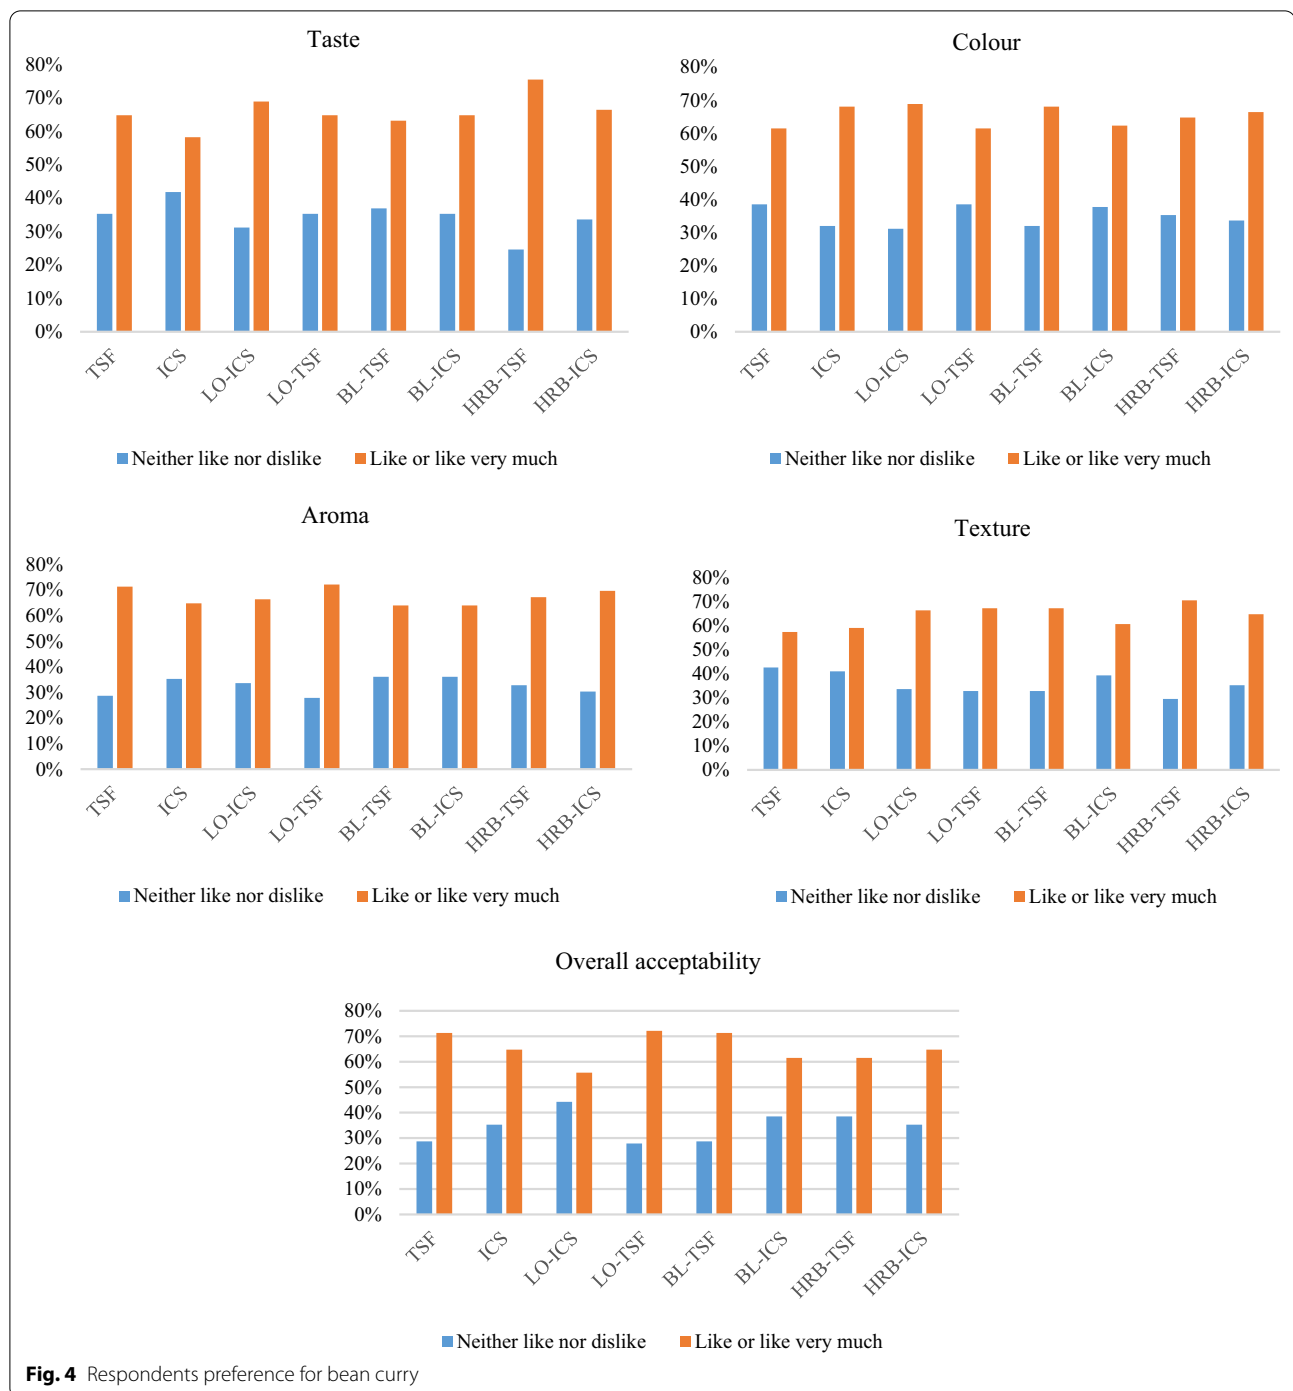 Taste
80%
70%
60%
50%
40%
30%
20%
10%
0%
TSF
ICS
LO-ICS
LO-TSF
BL-TSF
BL-ICS
HRB-TSF
HRB-ICS
Neither like nor dislike Like or like very much
Colour
80%
70%
60%
50%
40%
30%
20%
10%
0%
TSF
ICS
LO-ICS
LO-TSF
BL-TSF
BL-ICS
HRB-TSF
HRB-ICS
Neither like nor dislike Like or like very much
Aroma
80%
70%
60%
50%
40%
30%
20%
10%
0%
TSF
ICS
LO-ICS
LO-TSF
BL-TSF
BL-ICS
HRB-TSF
HRB-ICS
Neither like nor dislike Like or like very much
Texture
80%
70%
60%
50%
40%
30%
20%
10%
0%
TSF
ICS
LO-ICS
LO-TSF
BL-TSF
BL-ICS
HRB-TSF
HRB-ICS
Neither like nor dislike Like or like very much
Overall acceptability
80%
70%
60%
50%
40%
30%
20%
10%
0%
TSF
ICS
LO-ICS
LO-TSF
BL-TSF
BL-ICS
HRB-TSF
HRB-ICS
Neither like nor dislike Like or like very much
Fig. 4 Respondents preference for bean curry